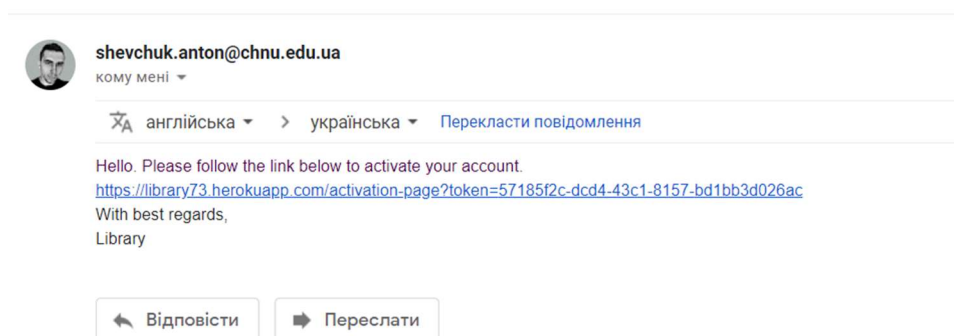 shevchuk.anton@chnu.edu.ua
кому мені
англійська > українська Перекласти повідомлення
Hello. Please follow the link below to activate your account.
https://library73.herokuapp.com/activation-page?token=57185f2c-dcd4-43c1-8157-bd1bb3d026ac
With best regards,
Library
Відповісти Переслати